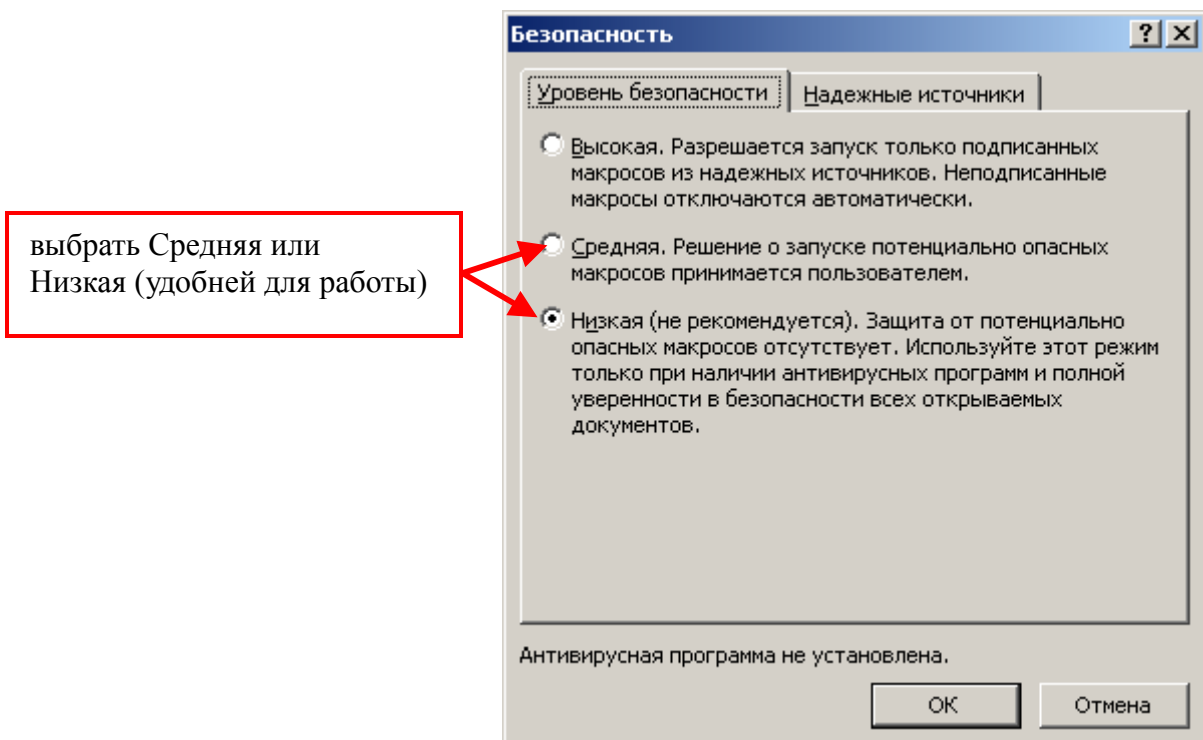 Безопасность
Уровень безопасности
Надежные источники
Высокая. Разрешается запуск только подписанных
макросов из надежных источников. Неподписанные
макросы отключаются автоматически.
выбрать Средняя или
Низкая (удобней для работы)
Средняя. Решение о запуске потенциально опасных
макросов принимается пользователем.
Низкая (не рекомендуется). Защита от потенциально
опасных макросов отсутствует. Используйте этот режим
только при наличии антивирусных программ и полной
уверенности в безопасности всех открываемых
документов.
Антивирусная программа не установлена.
ОК
Отмена